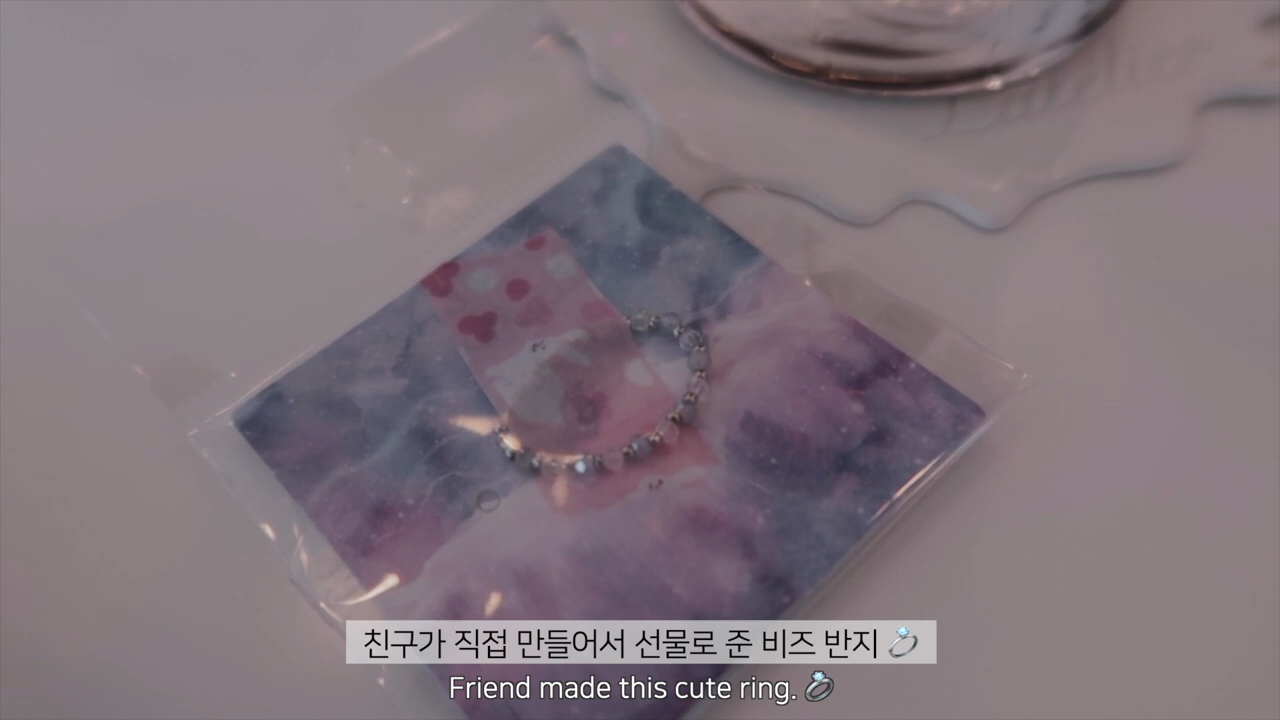 친구가 직접 만들어서 선물로 준 비즈 반지 💍
Friend made this cute ring. 💍